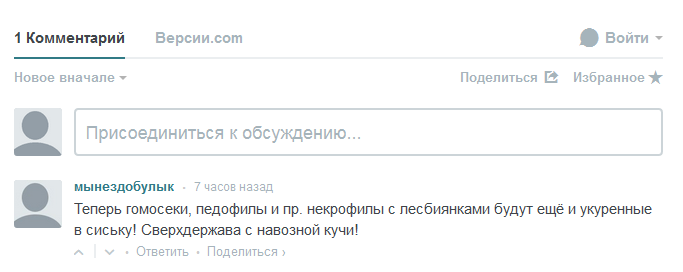 1 Комментарий Версии.com Войти
Новое вначале Поделиться Избранное
Присоединиться к обсуждению...
мынездобулык • 7 часов назад
Теперь гомосеки, педофилы и пр. некрофилы с лесбиянками будут ещё и укуренные
в сиську! Сверхдержава с навозной кучи!
• Ответить • Поделиться ›